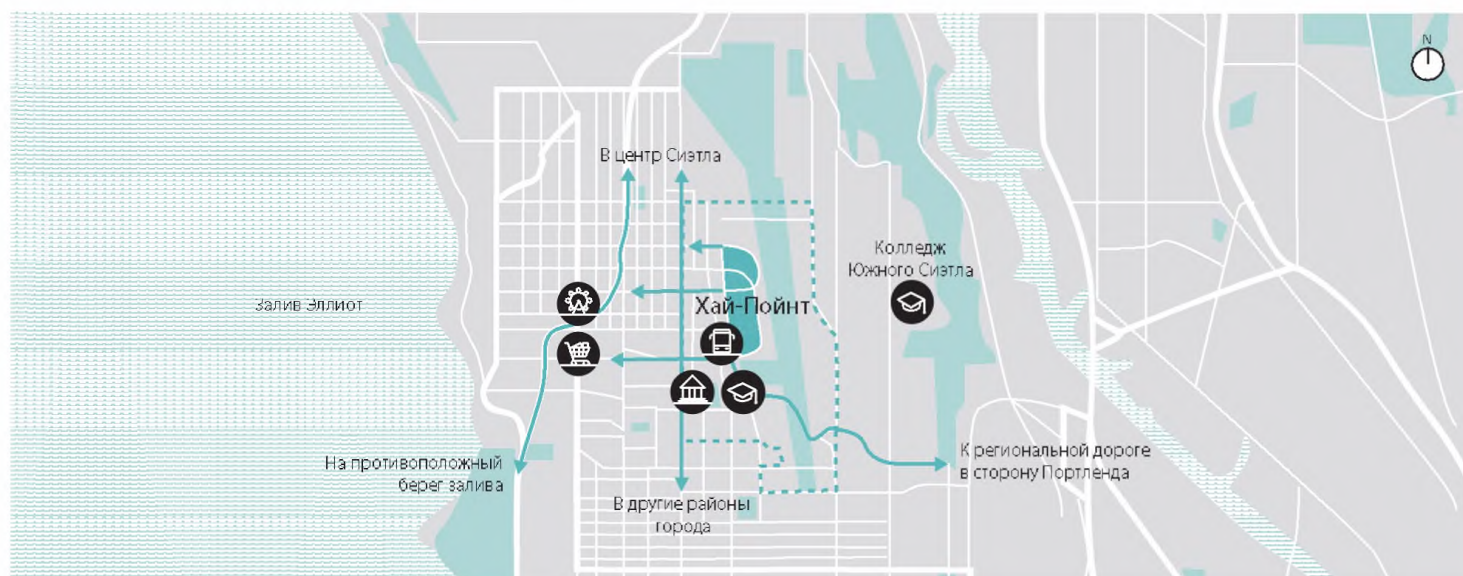 N
В центр Сиэтла
Колледж
Южного Сиэтла
Залив Эллиот
Хай-Пойнт
На противоположный
берег залива
К региональной дороге
в сторону Портленда
В другие районы
города